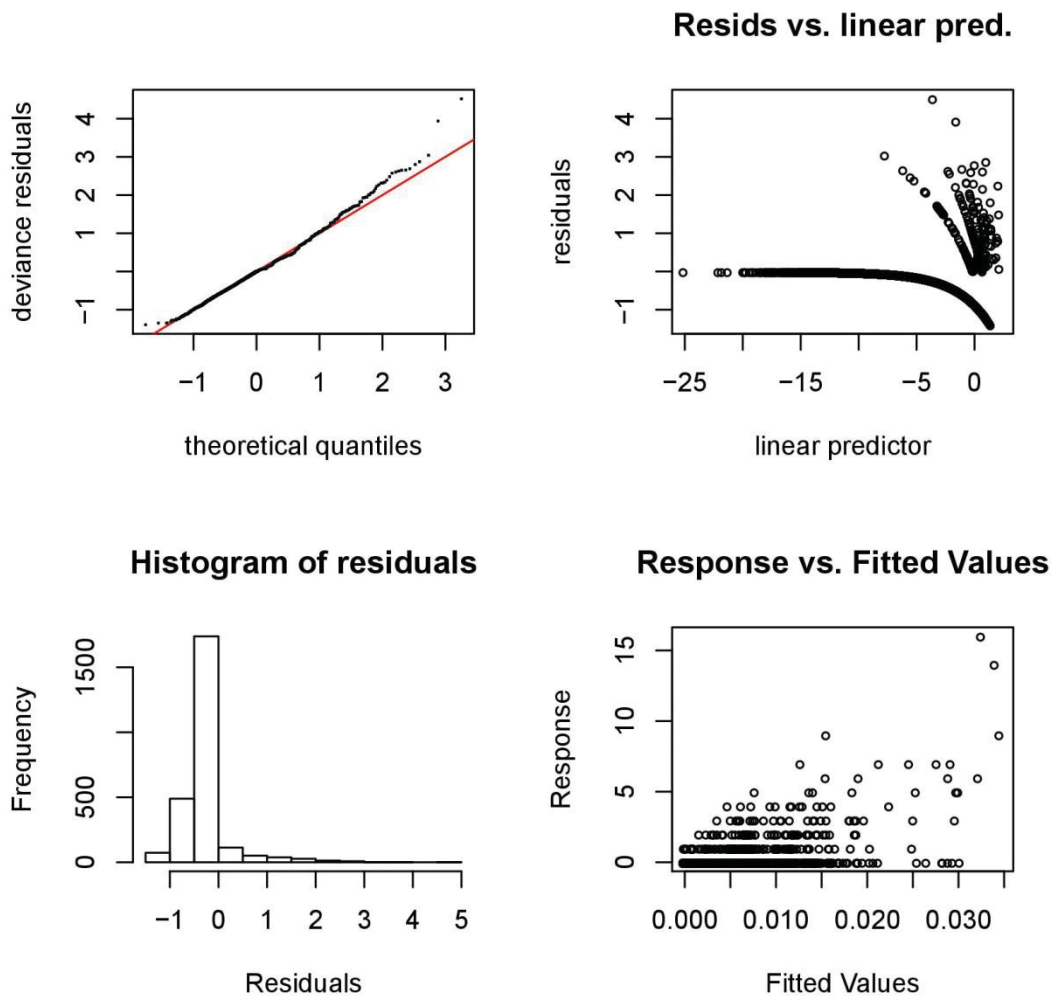 deviance residuals
4
3
2
1
−1
−1 0 1 2 3
theoretical quantiles
Resids vs. linear pred.
residuals
4
3
2
1
−1
−25 −15 −5 0
linear predictor
Histogram of residuals
Frequency
1500
500
0
−1 0 1 2 3 4 5
Residuals
Response vs. Fitted Values
Response
15
10
5
0
0.000 0.010 0.020 0.030
Fitted Values